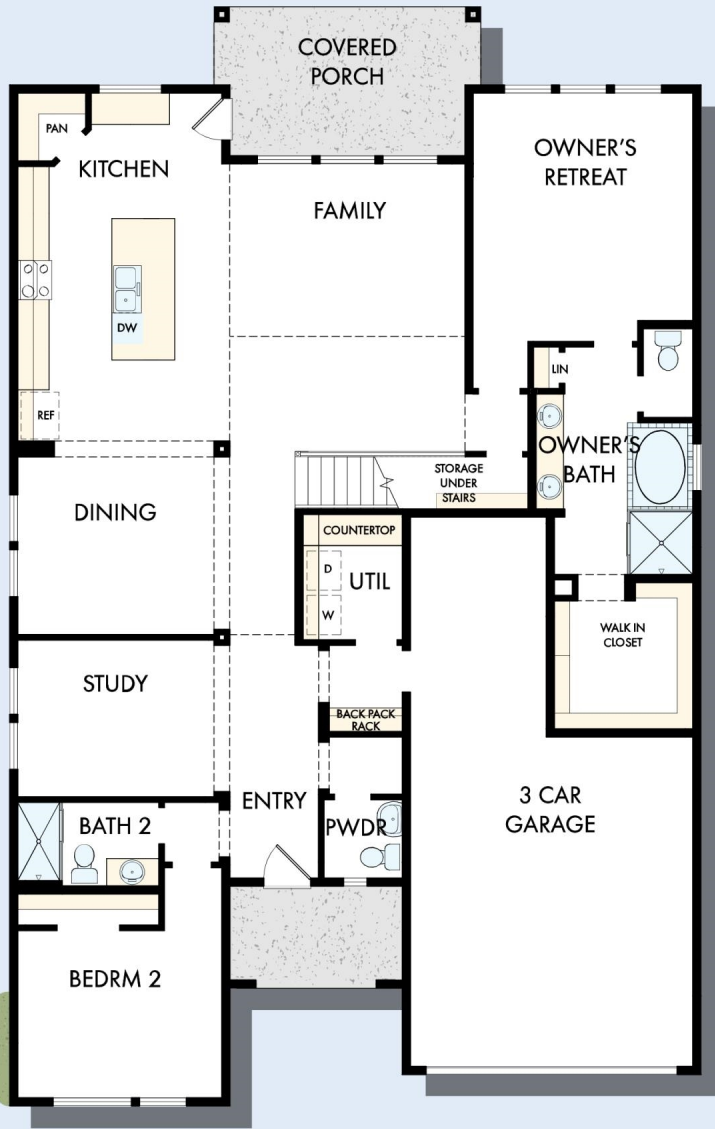 COVERED
PORCH
PAN
KITCHEN
OWNER'S
RETREAT
FAMILY
DW
LIN
REF
OWNER'S
BATH
STORAGE
UNDER
STAIRS
DINING
COUNTERTOP
D
UTIL
W
WALK IN
CLOSET
STUDY
BACK PACK
RACK
ENTRY
3 CAR
GARAGE
BATH 2
PWDR
BEDRM 2